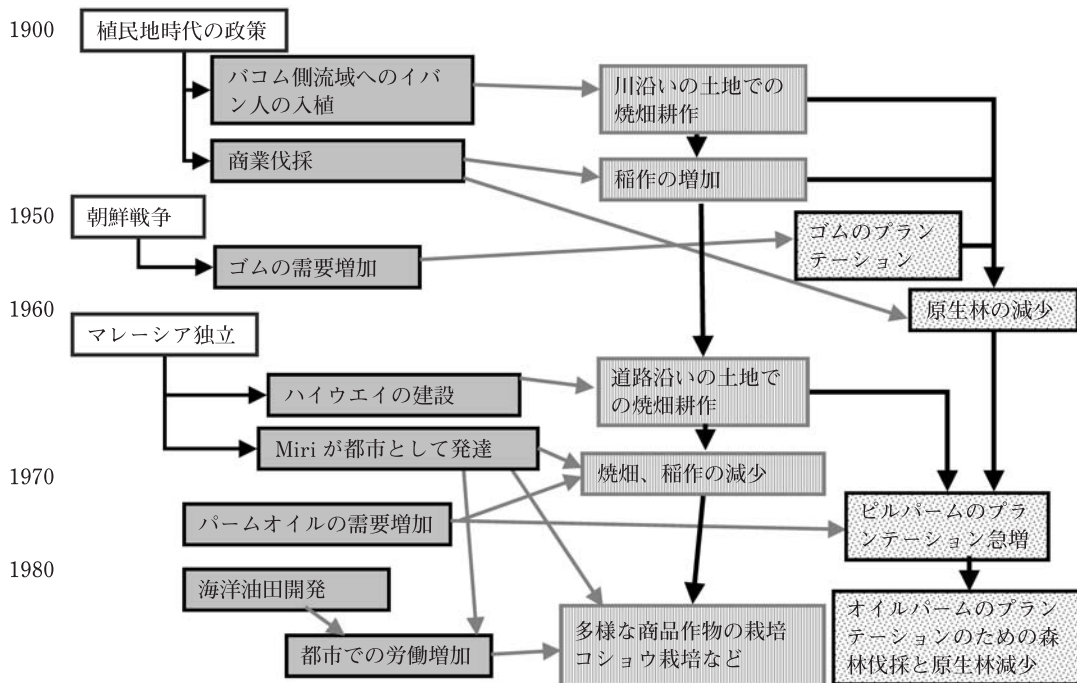 1900
植民地時代の政策
バコム側流域へのイバ
ン人の入植
川沿いの土地での
焼畑耕作
商業伐採
稲作の増加
1950
朝鮮戦争
ゴムのプラン
テーション
ゴムの需要増加
1960
原生林の減少
マレーシア独立
道路沿いの土地で
の焼畑耕作
ハイウエイの建設
Miri が都市として発達
焼畑、稲作の減少
1970
パームオイルの需要増加
ピルパームのプラ
ンテーション急増
1980
海洋油田開発
オイルパームのプラン
テーションのための森
林伐採と原生林減少
多様な商品作物の栽培
コショウ栽培など
都市での労働増加